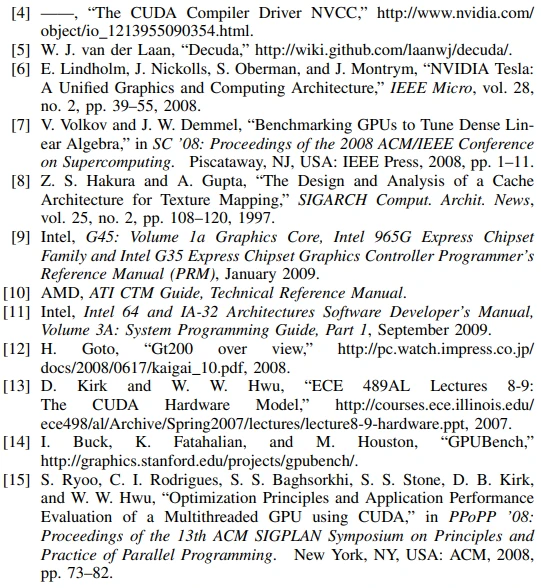 [4] ——, “The CUDA Compiler Driver NVCC,” http://www.nvidia.com/
object/io_1213955090354.html.
[5] W. J. van der Laan, “Decuda,” http://wiki.github.com/laanwj/decuda/.
[6] E. Lindholm, J. Nickolls, S. Oberman, and J. Montrym, “NVIDIA Tesla:
A Unified Graphics and Computing Architecture,” IEEE Micro, vol. 28,
no. 2, pp. 39–55, 2008.
[7] V. Volkov and J. W. Demmel, “Benchmarking GPUs to Tune Dense Lin-
ear Algebra,” in SC ’08: Proceedings of the 2008 ACM/IEEE Conference
on Supercomputing. Piscataway, NJ, USA: IEEE Press, 2008, pp. 1–11.
[8] Z. S. Hakura and A. Gupta, “The Design and Analysis of a Cache
Architecture for Texture Mapping,” SIGARCH Comput. Archit. News,
vol. 25, no. 2, pp. 108–120, 1997.
[9] Intel, G45: Volume 1a Graphics Core, Intel 965G Express Chipset
Family and Intel G35 Express Chipset Graphics Controller Programmer’s
Reference Manual (PRM), January 2009.
[10] AMD, ATI CTM Guide, Technical Reference Manual.
[11] Intel, Intel 64 and IA-32 Architectures Software Developer’s Manual,
Volume 3A: System Programming Guide, Part 1, September 2009.
[12] H. Goto, “Gt200 over view,” http://pc.watch.impress.co.jp/
docs/2008/0617/kaigai_10.pdf, 2008.
[13] D. Kirk and W. W. Hwu, “ECE 489AL Lectures 8-9:
The CUDA Hardware Model,” http://courses.ece.illinois.edu/
ece498/al/Archive/Spring2007/lectures/lecture8-9-hardware.ppt, 2007.
[14] I. Buck, K. Fatahalian, and M. Houston, “GPUBench,”
http://graphics.stanford.edu/projects/gpubench/.
[15] S. Ryoo, C. I. Rodrigues, S. S. Baghsorkhi, S. S. Stone, D. B. Kirk,
and W. W. Hwu, “Optimization Principles and Application Performance
Evaluation of a Multithreaded GPU using CUDA,” in PPoPP ’08:
Proceedings of the 13th ACM SIGPLAN Symposium on Principles and
Practice of Parallel Programming. New York, NY, USA: ACM, 2008,
pp. 73–82.